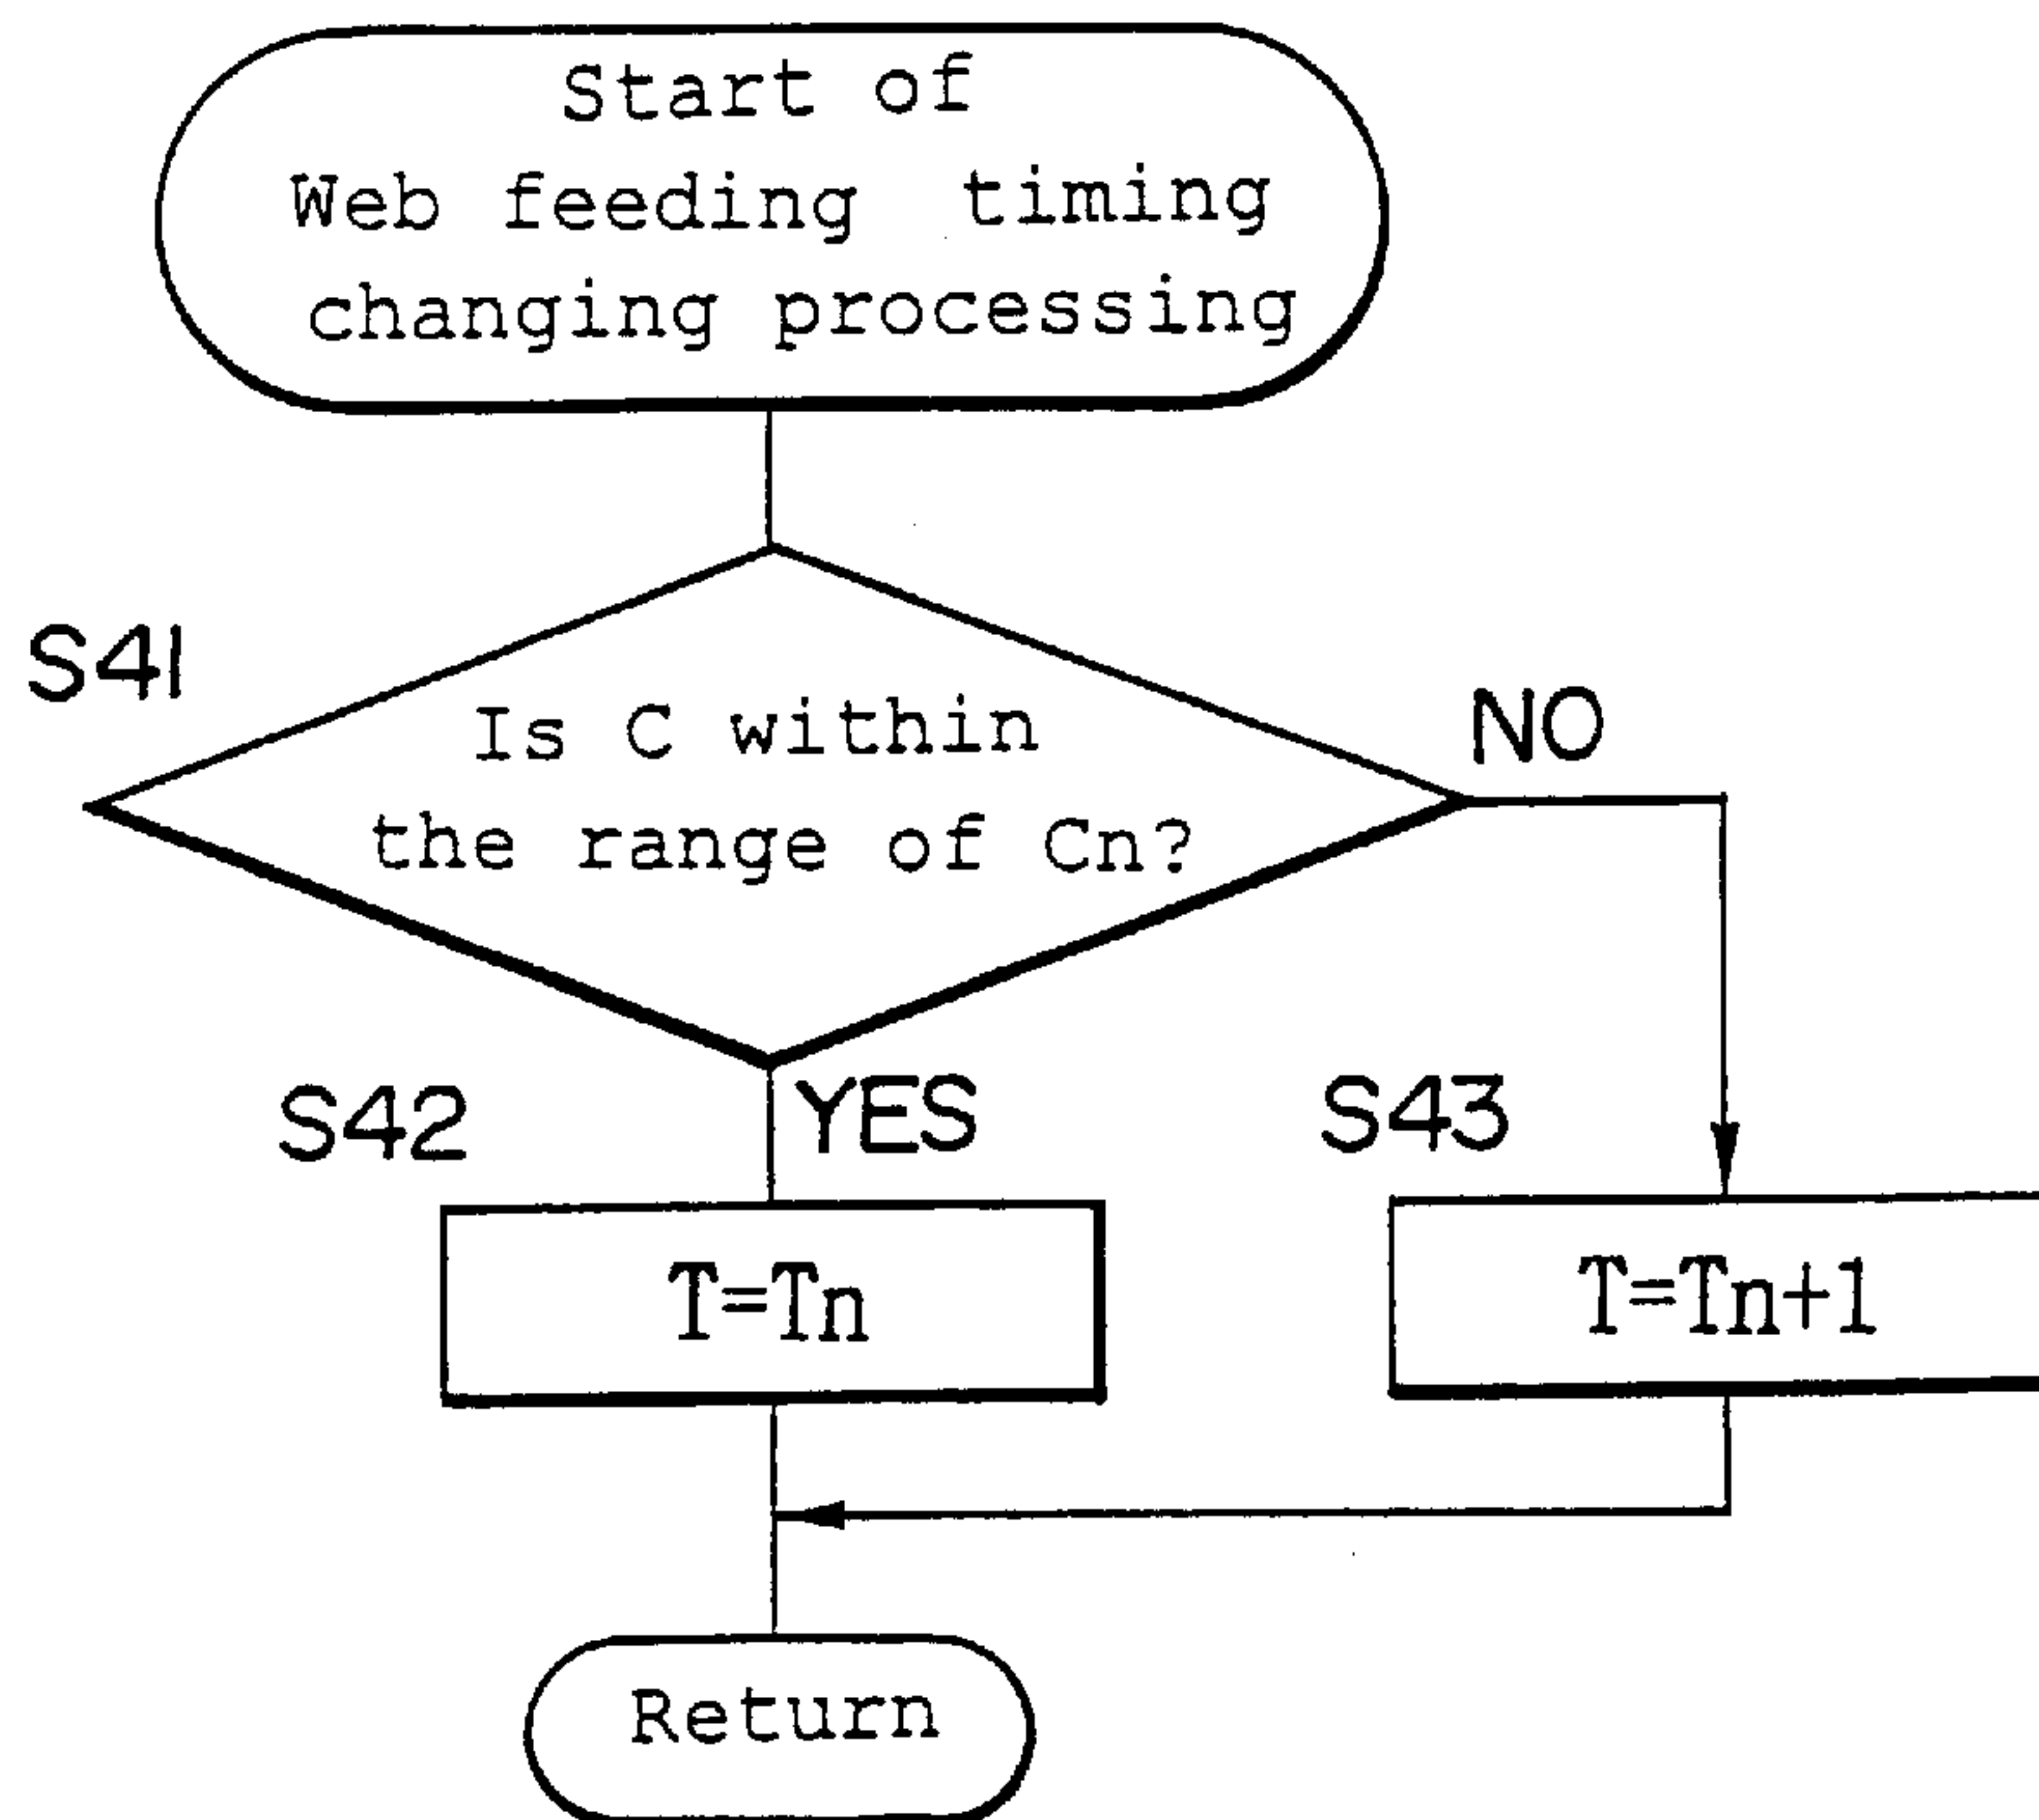 Start of
Web feeding timing
changing processing
S41
Is C within
the range of Cn?
NO
S42
YES
S43
T=Tn
T=Tn+1
Return